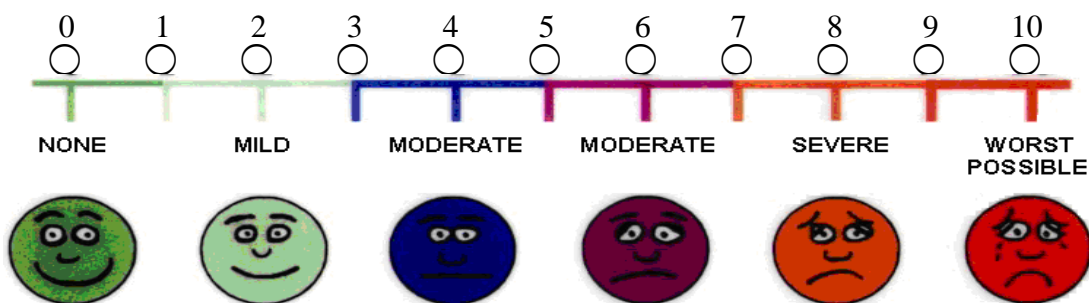 0 1 2 3 4 5 6 7 8 9 10
NONE MILD MODERATE MODERATE SEVERE WORST
POSSIBLE